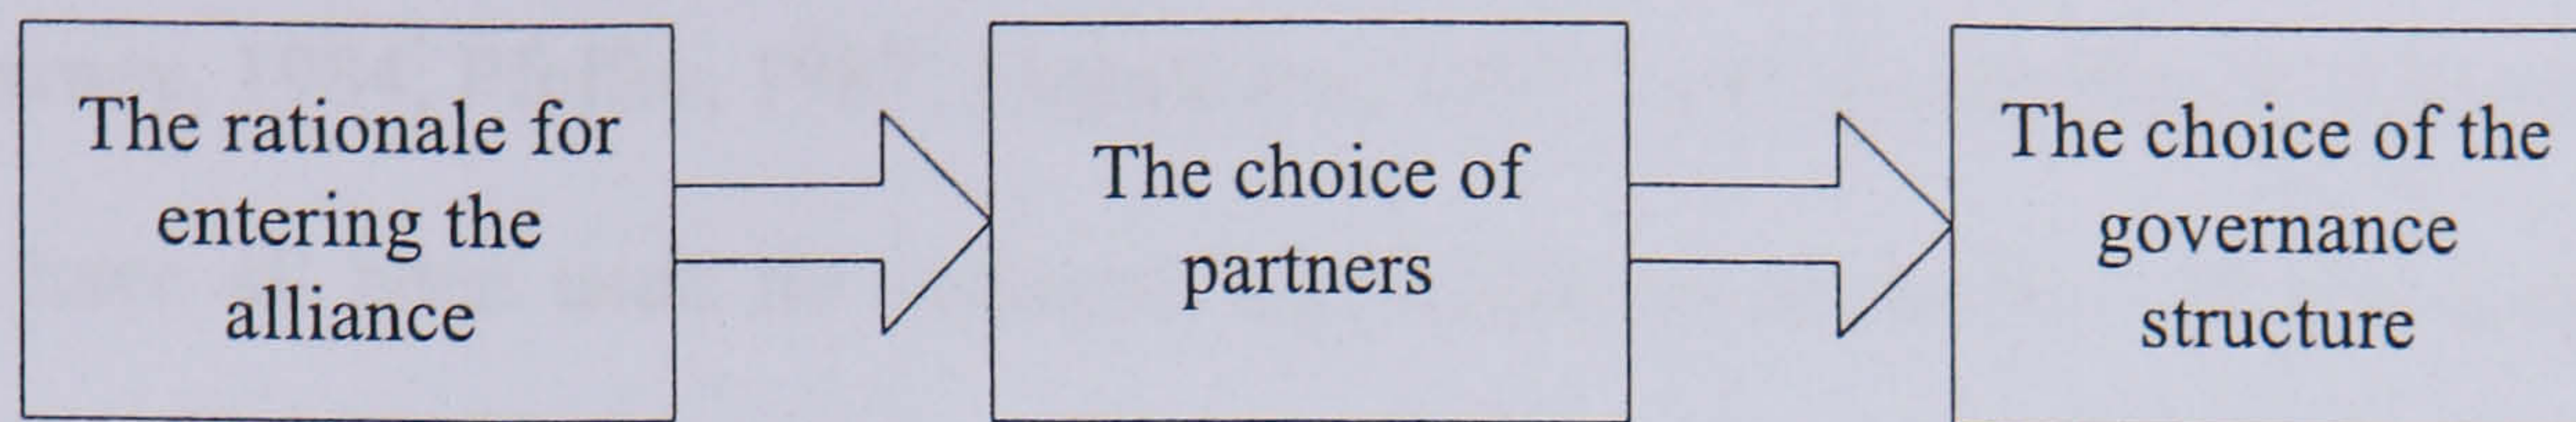 The rationale for
entering the
alliance
The choice of
partners
The choice of the
governance
structure